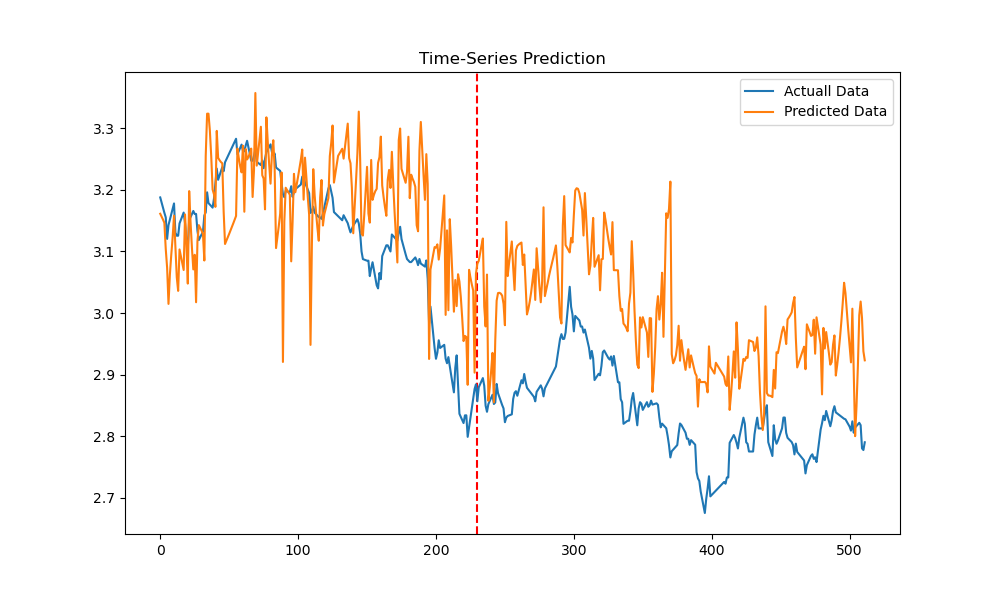 Time-Series Prediction
Actuall Data
Predicted Data
3.3
3.2
3.1
3.0
2.9
2.8
2.7
0 100 200 300 400 500